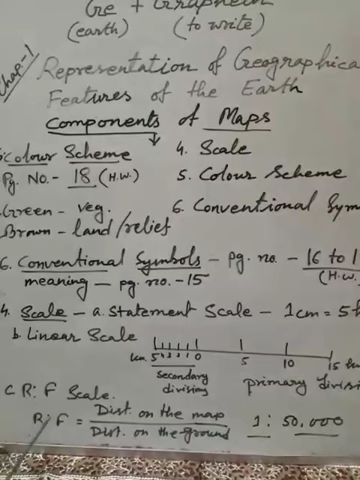 Ge + Graphein
(earth) (to write)
Chap-1
Representation of Geographica
Features of the Earth
Components of Maps
Colour Scheme 4. Scale
Pg. No. - 18 (H.W.) 5. Colour Scheme
Green - veg. 6. Conventional Sym
Brown - land/relief
6. Conventional Symbols - pg. no. - 16 to 1
meaning - pg. no. - 15 (H.W.
4. Scale - a. Statement Scale - 1cm = 5
b. Linear Scale
km 5 0 5 10 15 k
secondary division primary divisi
C R: F Scale.
R: F = Dist. on the map 1: 50,000
Dist. on the ground